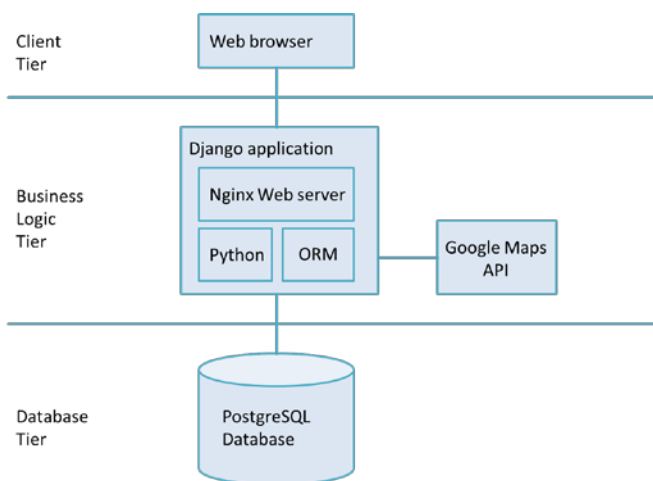 Client
Tier
Web browser
Business
Logic
Tier
Django application
Nginx Web server
Python
ORM
Google Maps
API
Database
Tier
PostgreSQL
Database